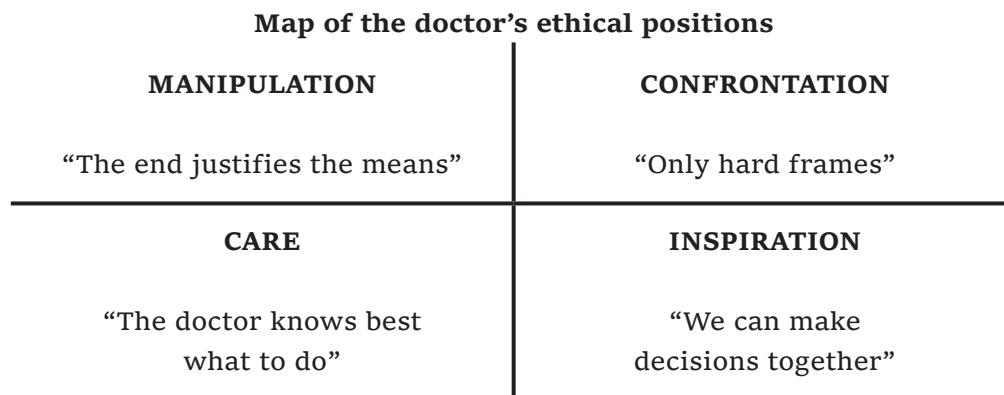 Map of the doctor’s ethical positions
MANIPULATION
“The end justifies the means”
CONFRONTATION
“Only hard frames”
CARE
“The doctor knows best
what to do”
INSPIRATION
“We can make
decisions together”